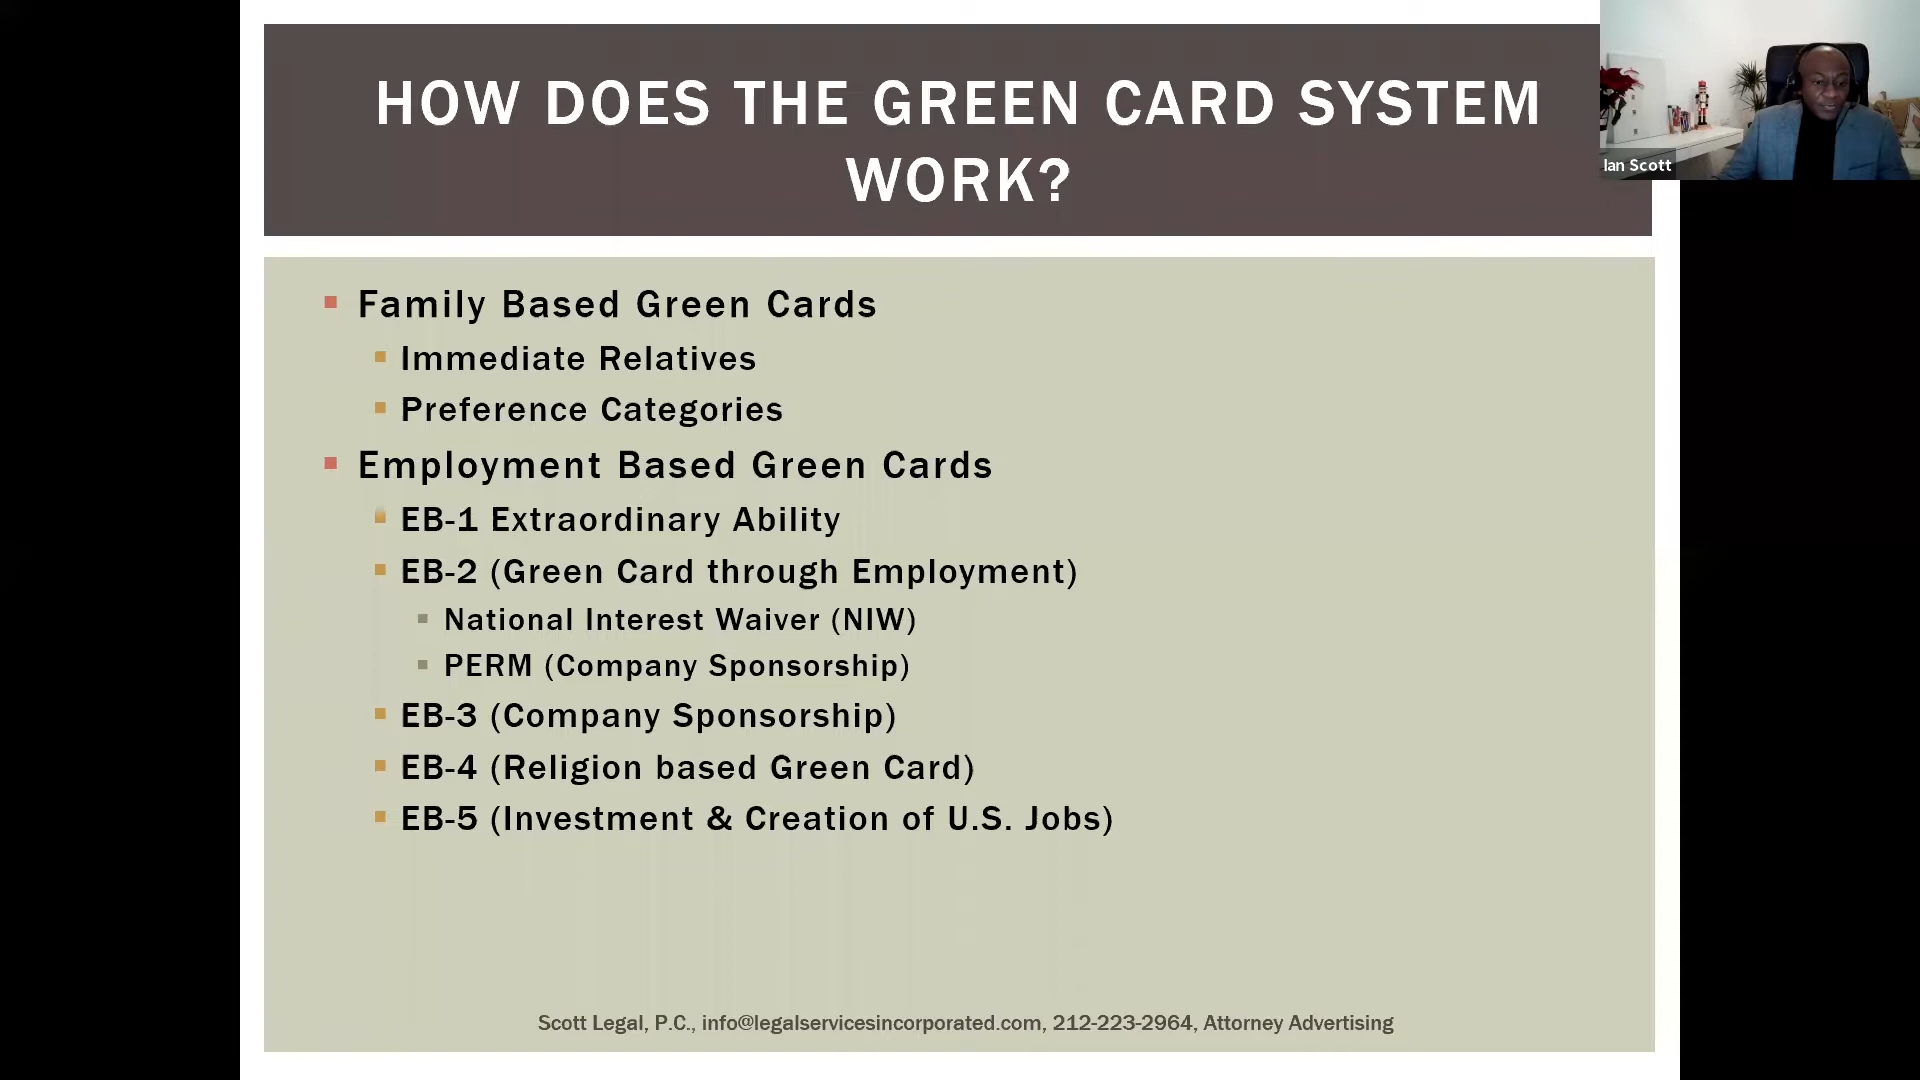 HOW DOES THE GREEN CARD SYSTEM
WORK?
Ian Scott
Family Based Green Cards
Immediate Relatives
Preference Categories
Employment Based Green Cards
EB-1 Extraordinary Ability
EB-2 (Green Card through Employment)
National Interest Waiver (NIW)
PERM (Company Sponsorship)
EB-3 (Company Sponsorship)
EB-4 (Religion based Green Card)
EB-5 (Investment & Creation of U.S. Jobs)
Scott Legal, P.C., info@legalservicesincorporated.com, 212-223-2964, Attorney Advertising